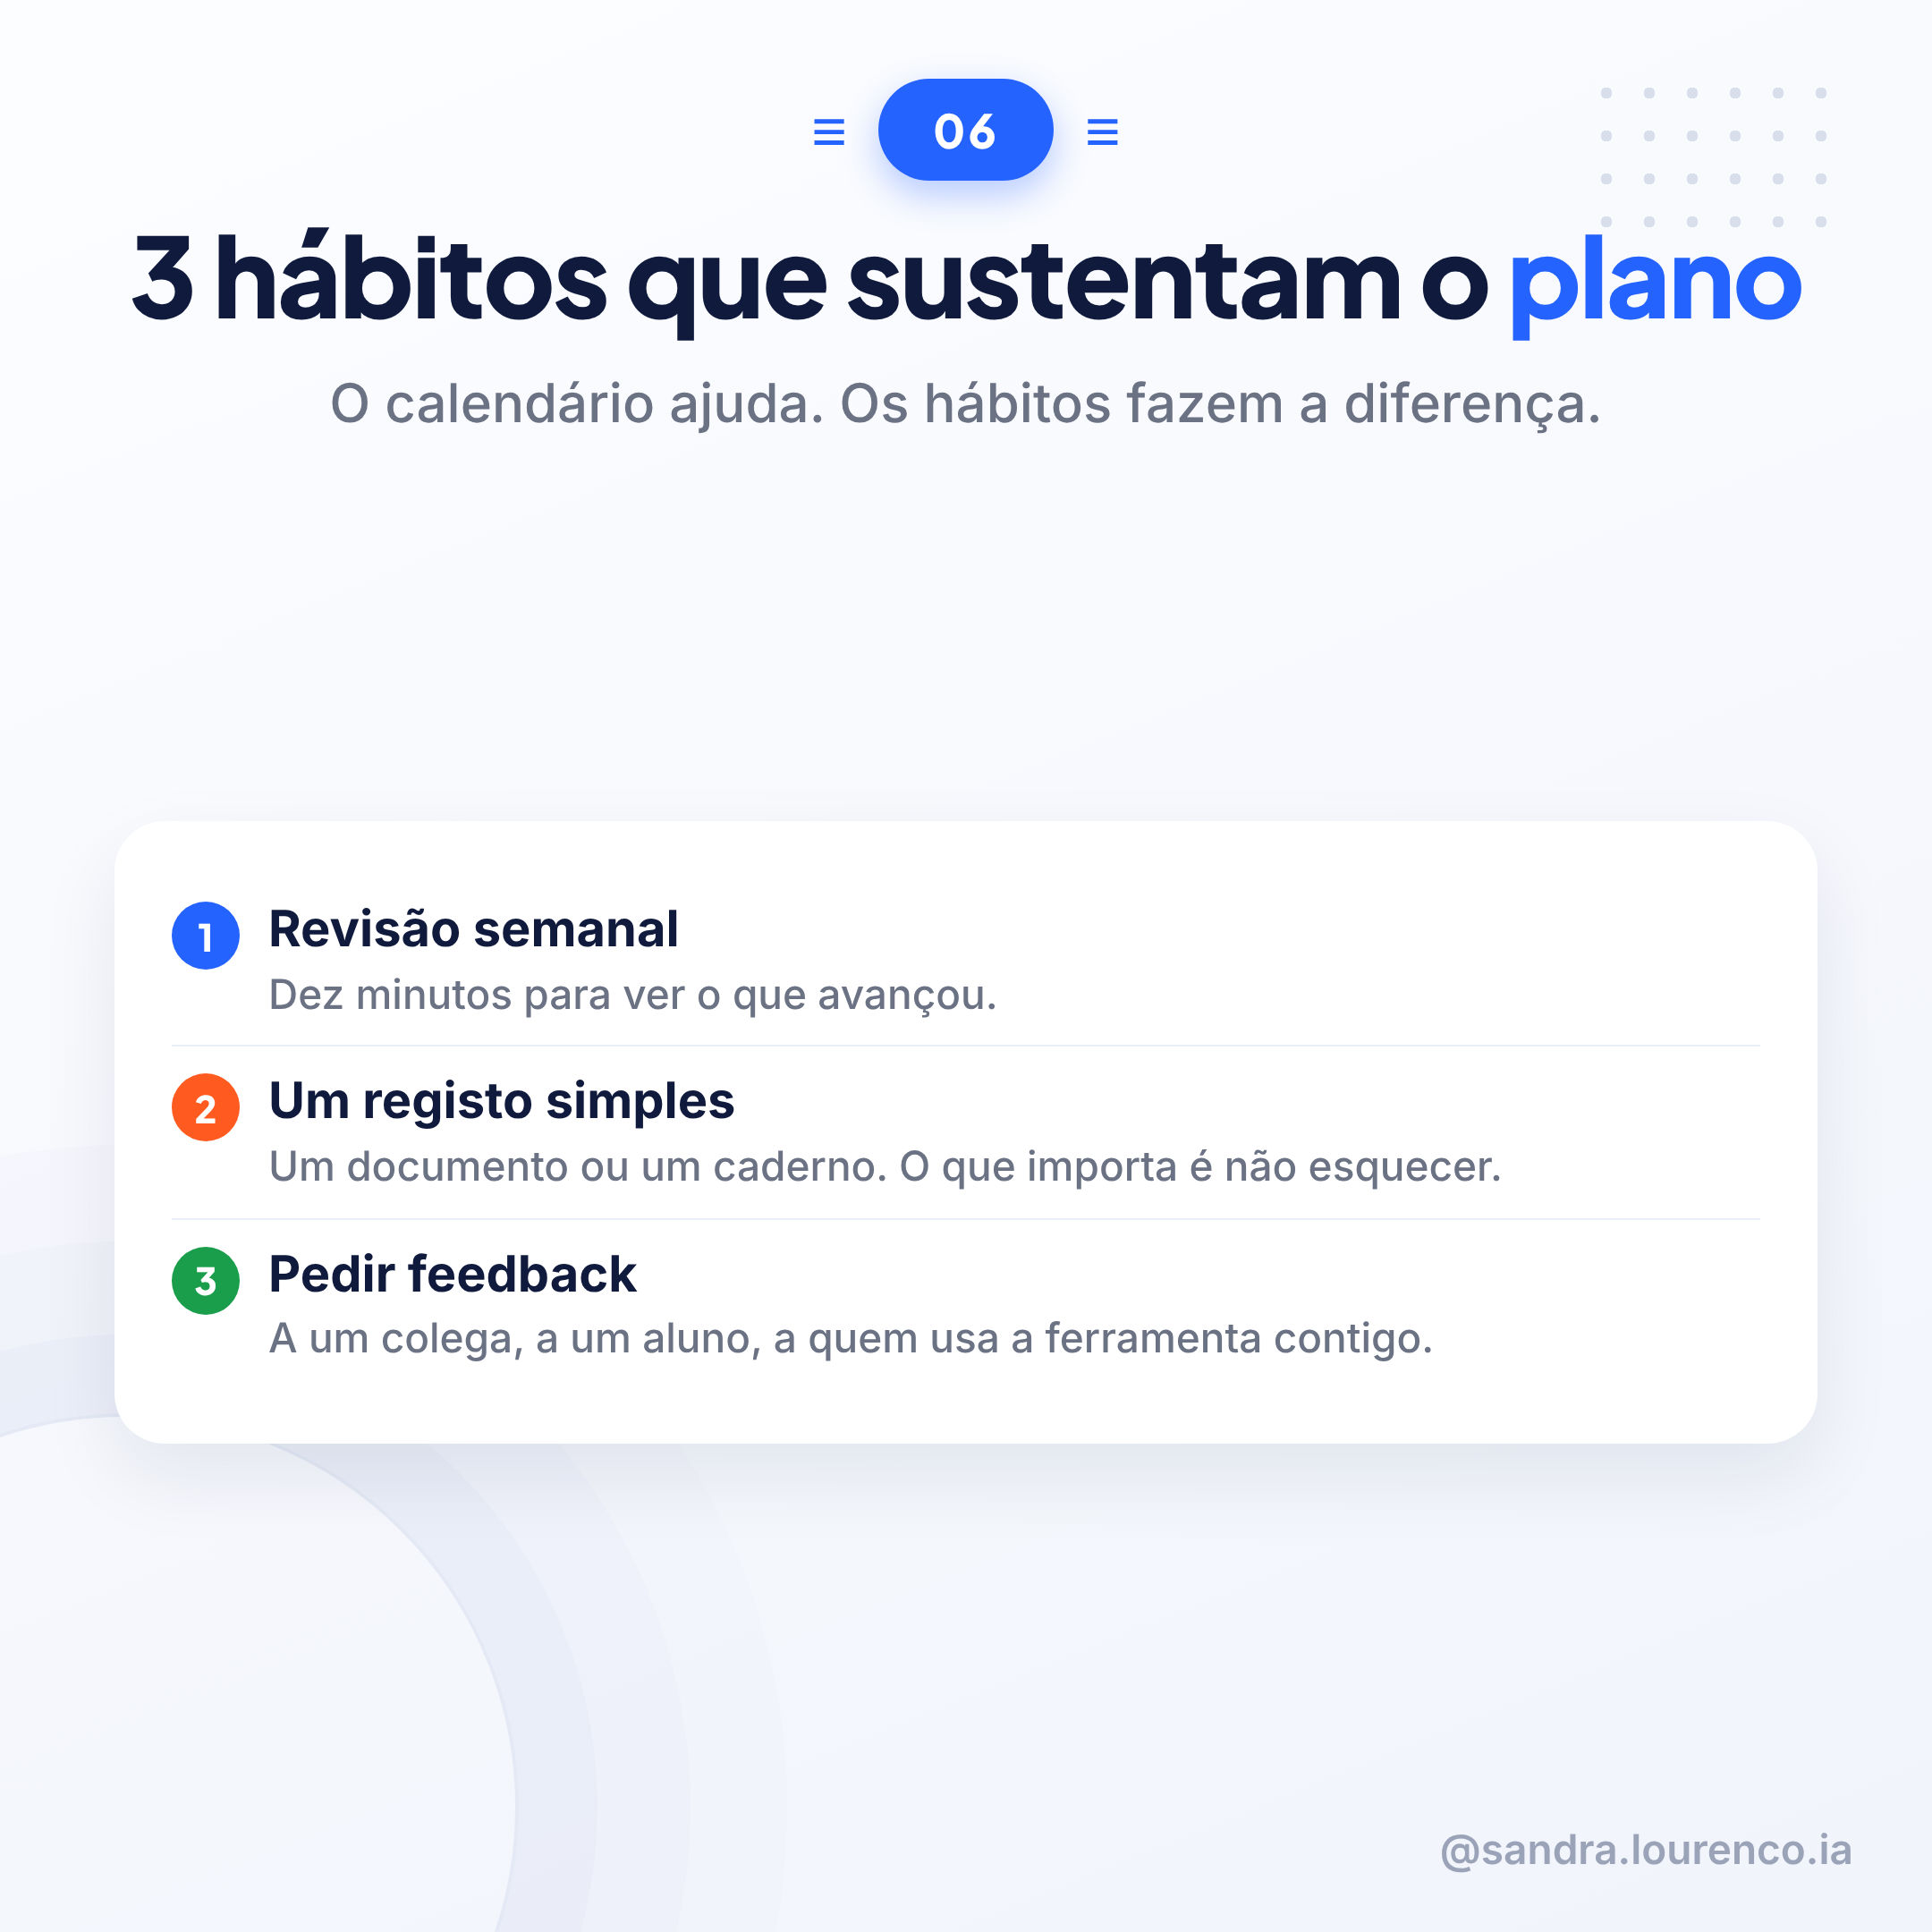 06
3 hábitos que sustentam o plano
O calendário ajuda. Os hábitos fazem a diferença.
1 Revisão semanal
Dez minutos para ver o que avançou.
2 Um registo simples
Um documento ou um caderno. O que importa é não esquecer.
3 Pedir feedback
A um colega, a um aluno, a quem usa a ferramenta contigo.
@sandra.lourenco.ia